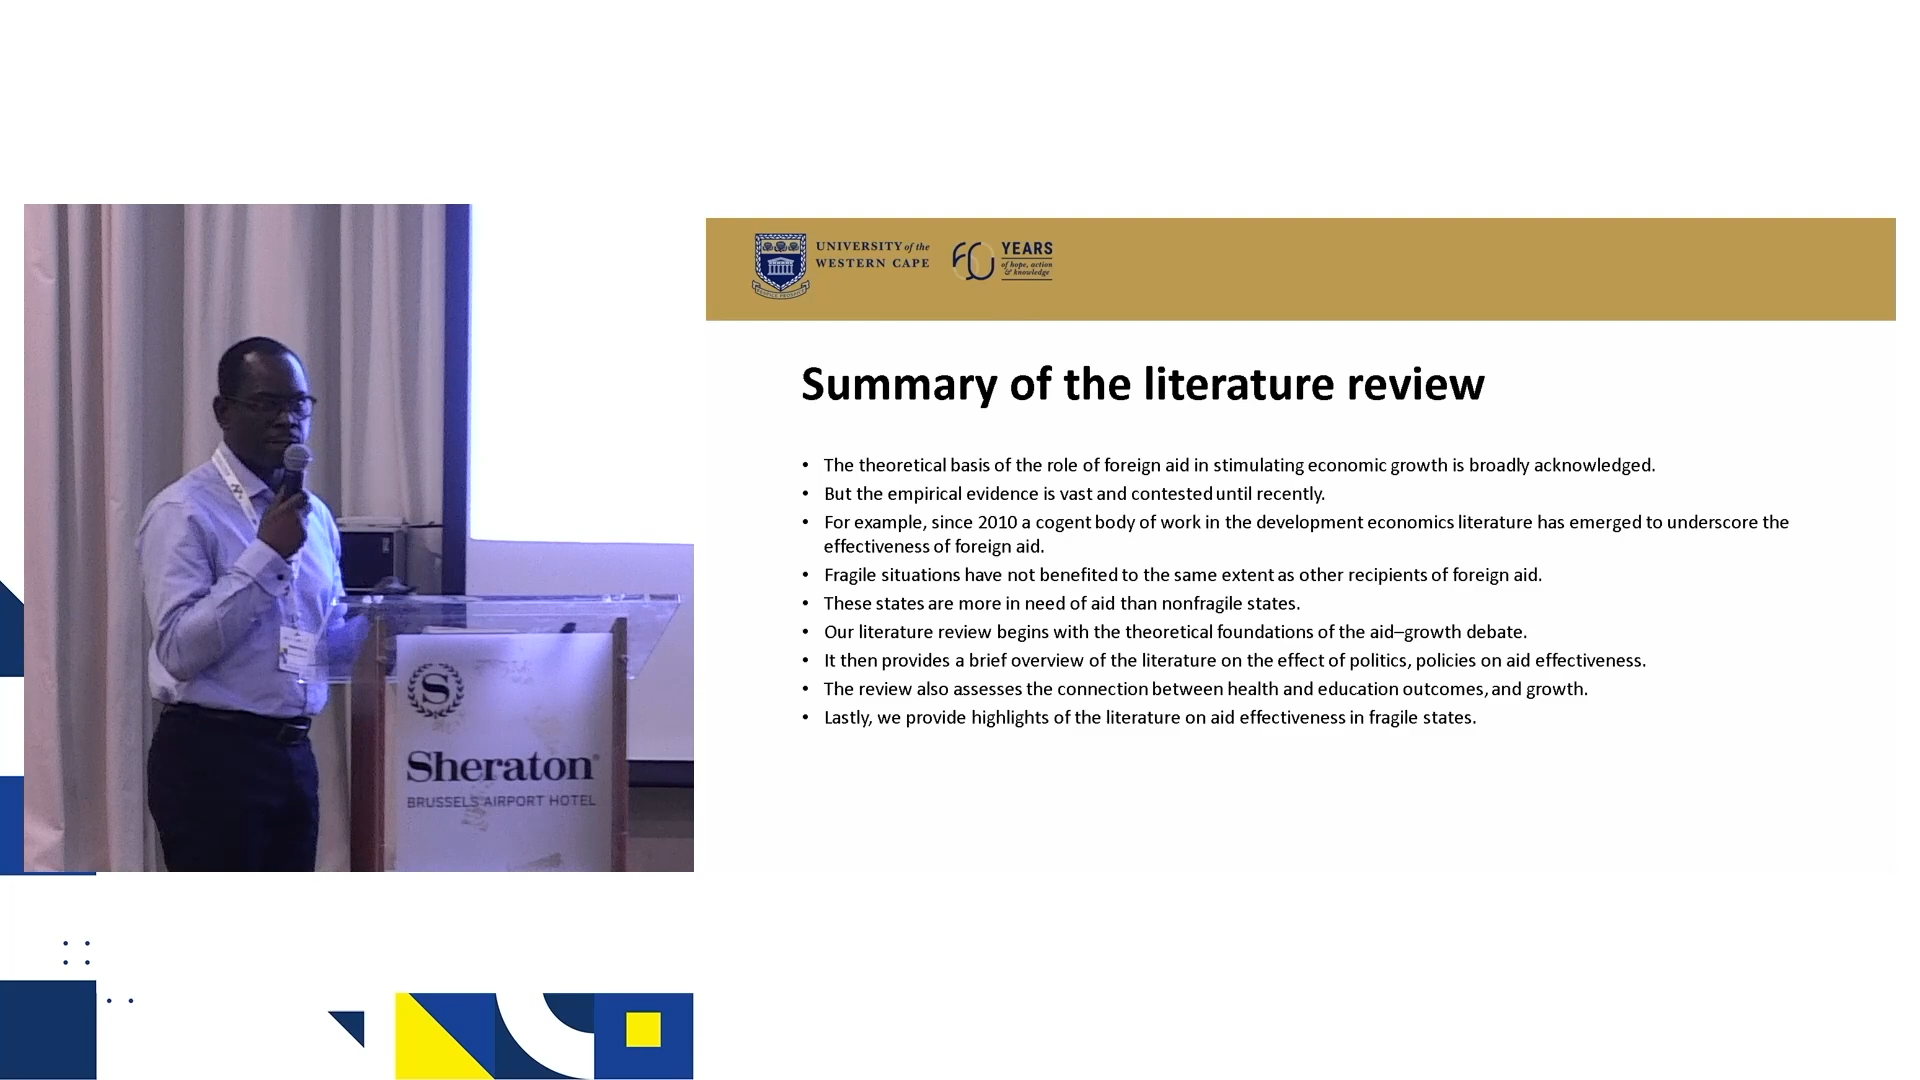 UNIVERSITY of the
WESTERN CAPE
60 YEARS
of hope, action
& knowledge
Summary of the literature review
• The theoretical basis of the role of foreign aid in stimulating economic growth is broadly acknowledged.
• But the empirical evidence is vast and contested until recently.
• For example, since 2010 a cogent body of work in the development economics literature has emerged to underscore the
effectiveness of foreign aid.
• Fragile situations have not benefited to the same extent as other recipients of foreign aid.
• These states are more in need of aid than nonfragile states.
• Our literature review begins with the theoretical foundations of the aid–growth debate.
• It then provides a brief overview of the literature on the effect of politics, policies on aid effectiveness.
• The review also assesses the connection between health and education outcomes, and growth.
• Lastly, we provide highlights of the literature on aid effectiveness in fragile states.
S
Sheraton®
BRUSSELS AIRPORT HOTEL